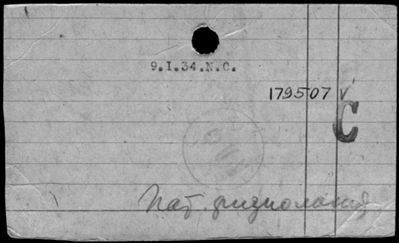 9.I.34.N.C.
179507 V
C
Пат. физиология